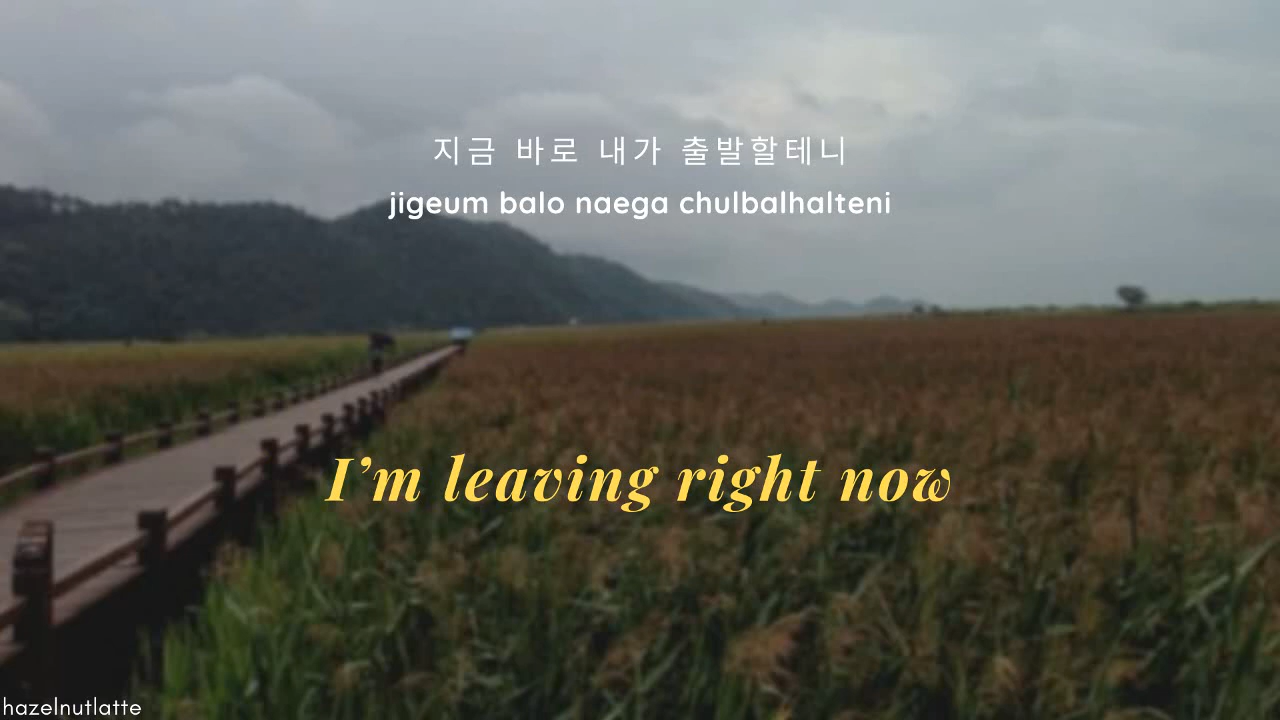 지금 바로 내가 출발할테니
jigeum balo naega chulbalhalteni
I'm leaving right now
hazelnutlatte